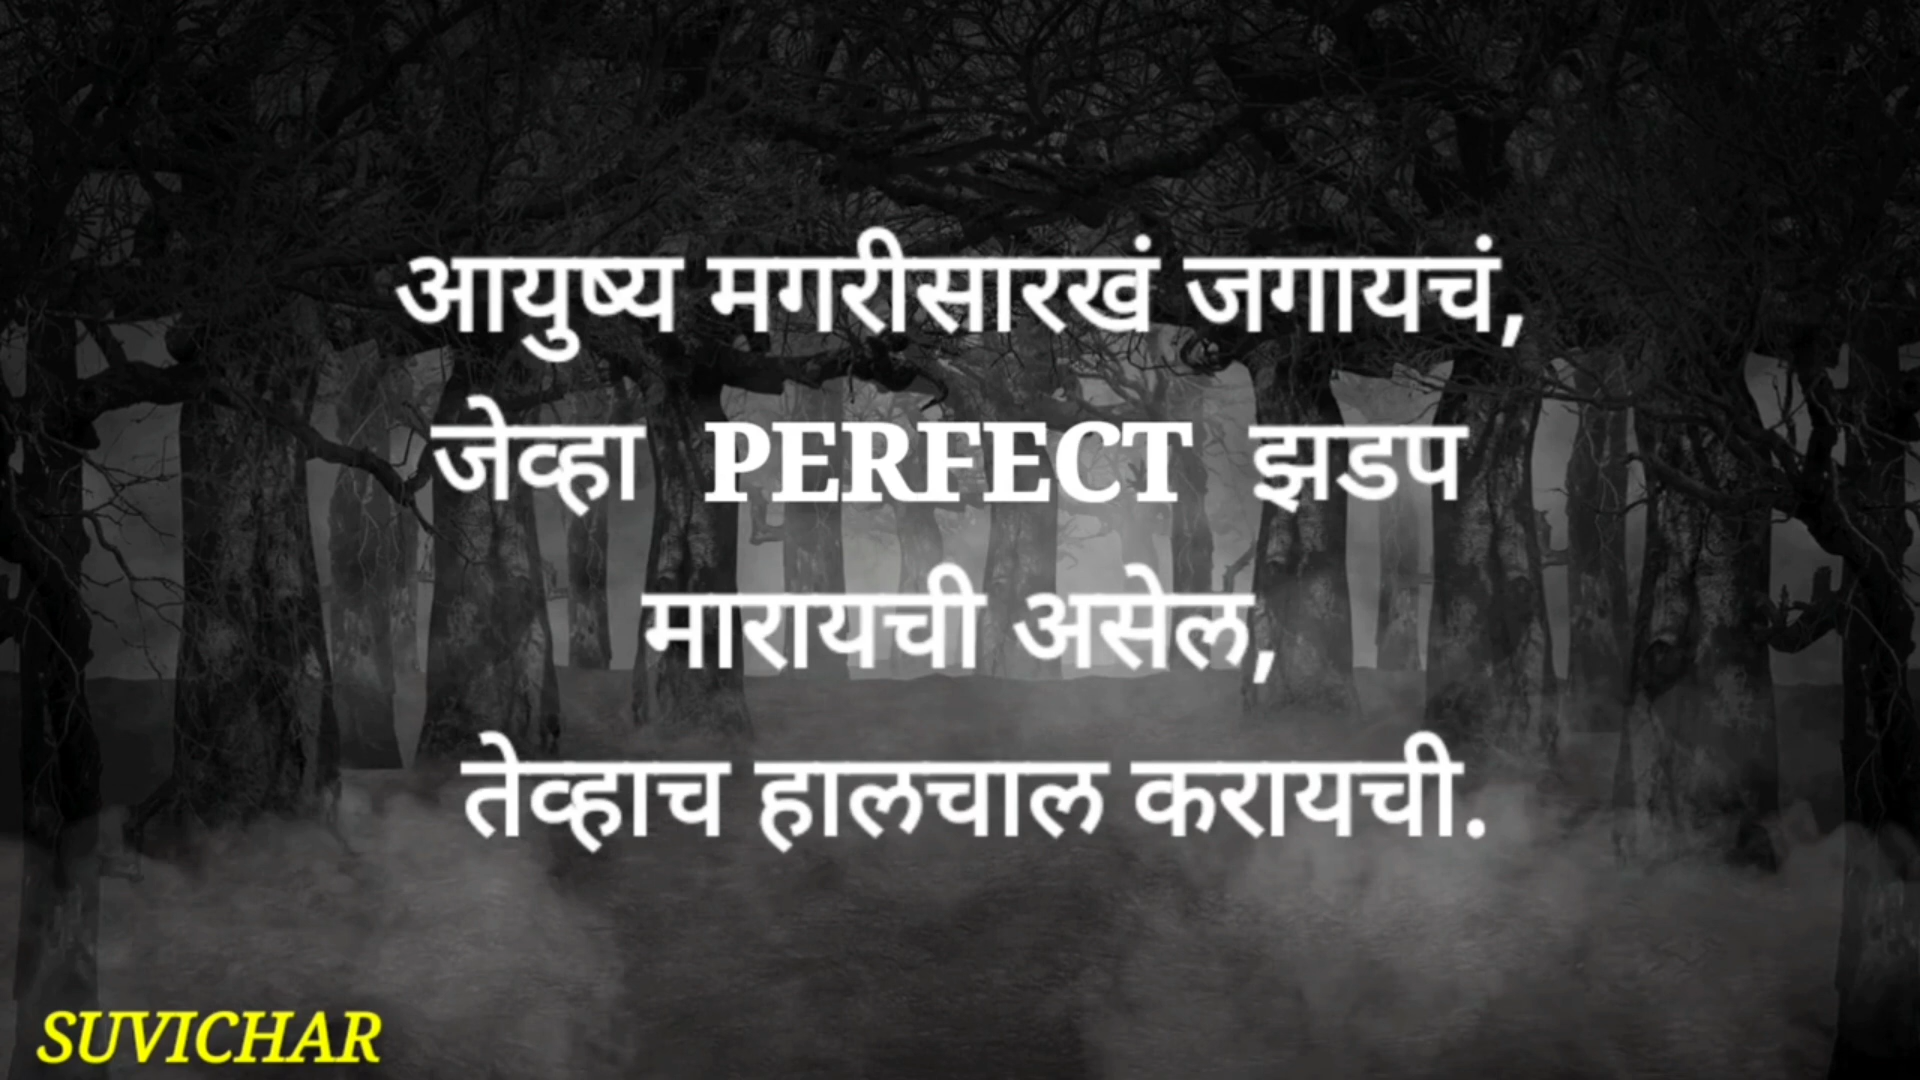 आयुष्य मगरीसारखं जगायचं,
जेव्हा PERFECT झडप
मारायची असेल,
तेव्हाच हालचाल करायची.
SUVICHAR